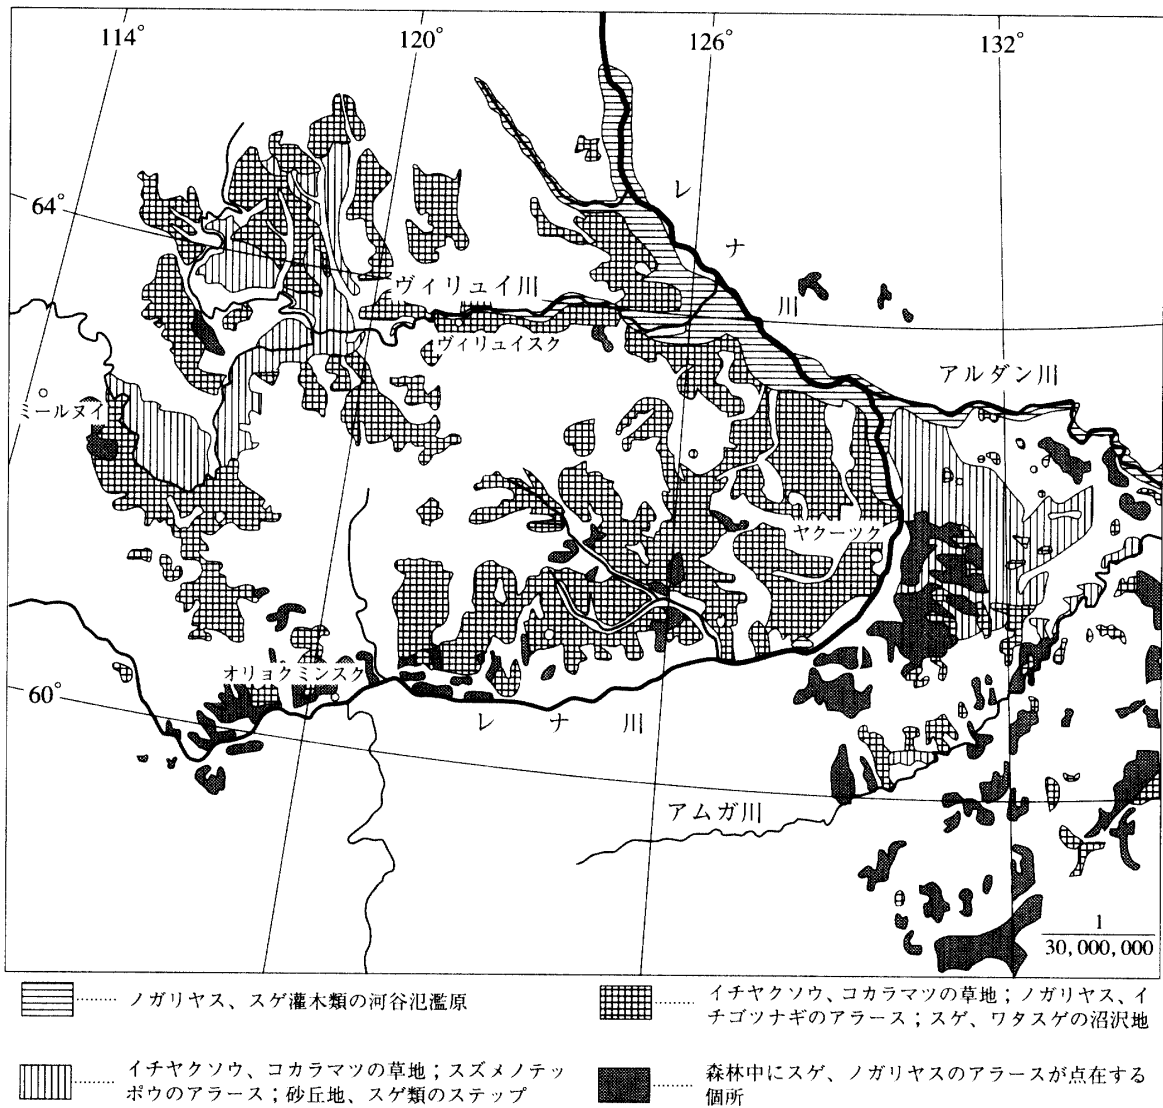 114°
120°
126°
132°
64°
60°
レナ川
ヴィリュイ川
ヴィリュイスク
アルダン川
ミールヌイ
ヤクーツク
オリョクミンスク
レナ川
アムガ川
1
30,000,000
ノガリヤス、スゲ灌木類の河谷氾濫原
イチヤクソウ、コカラマツの草地；ノガリヤス、イ
チゴツナギのアラース；スゲ、ワタスゲの沼沢地
イチヤクソウ、コカラマツの草地；スズメノテッ
ポウのアラース；砂丘地、スゲ類のステップ
森林中にスゲ、ノガリヤスのアラースが点在する
個所